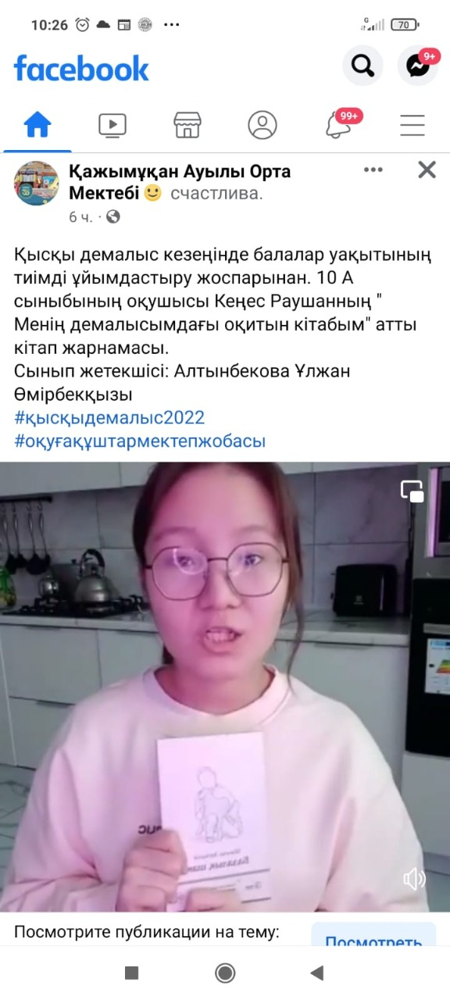 10:26
G
70
facebook
9+
99+
Қажымұқан Ауылы Орта
Мектебі счастлива.
6 ч. ·
Қысқы демалыс кезеңінде балалар уақытының
тиімді ұйымдастыру жоспарынан. 10 А
сыныбының оқушысы Кеңес Раушанның "
Менің демалысымдағы оқитын кітабым" атты
кітап жарнамасы.
Сынып жетекшісі: Алтынбекова Ұлжан
Өмірбекқызы
#қысқыдемалыс2022
#оқуғақұштармектепжобасы
Балалық шақ
Посмотрите публикации на тему:
Посмотреть